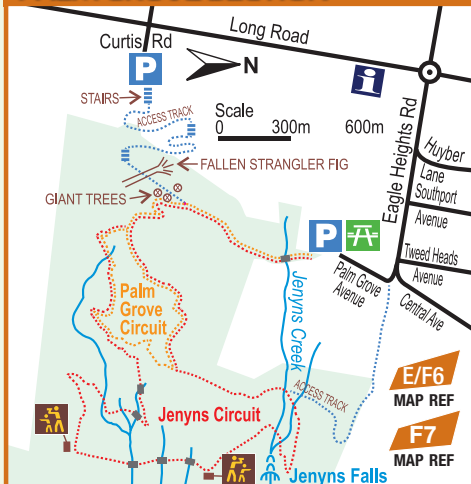 Long Road
Curtis Rd
P
N
i
STAIRS
ACCESS TRACK
Scale
0 300m 600m
Eagle Heights Rd
Huyber
Lane
Southport
Avenue
Tweed Heads
Avenue
FALLEN STRANGLER FIG
GIANT TREES
P
Palm Grove
Avenue
Central Ave
Palm
Grove
Circuit
Jenyns Creek
ACCESS TRACK
E/F6
MAP REF
Jenyns Circuit
F7
MAP REF
Jenyns Falls